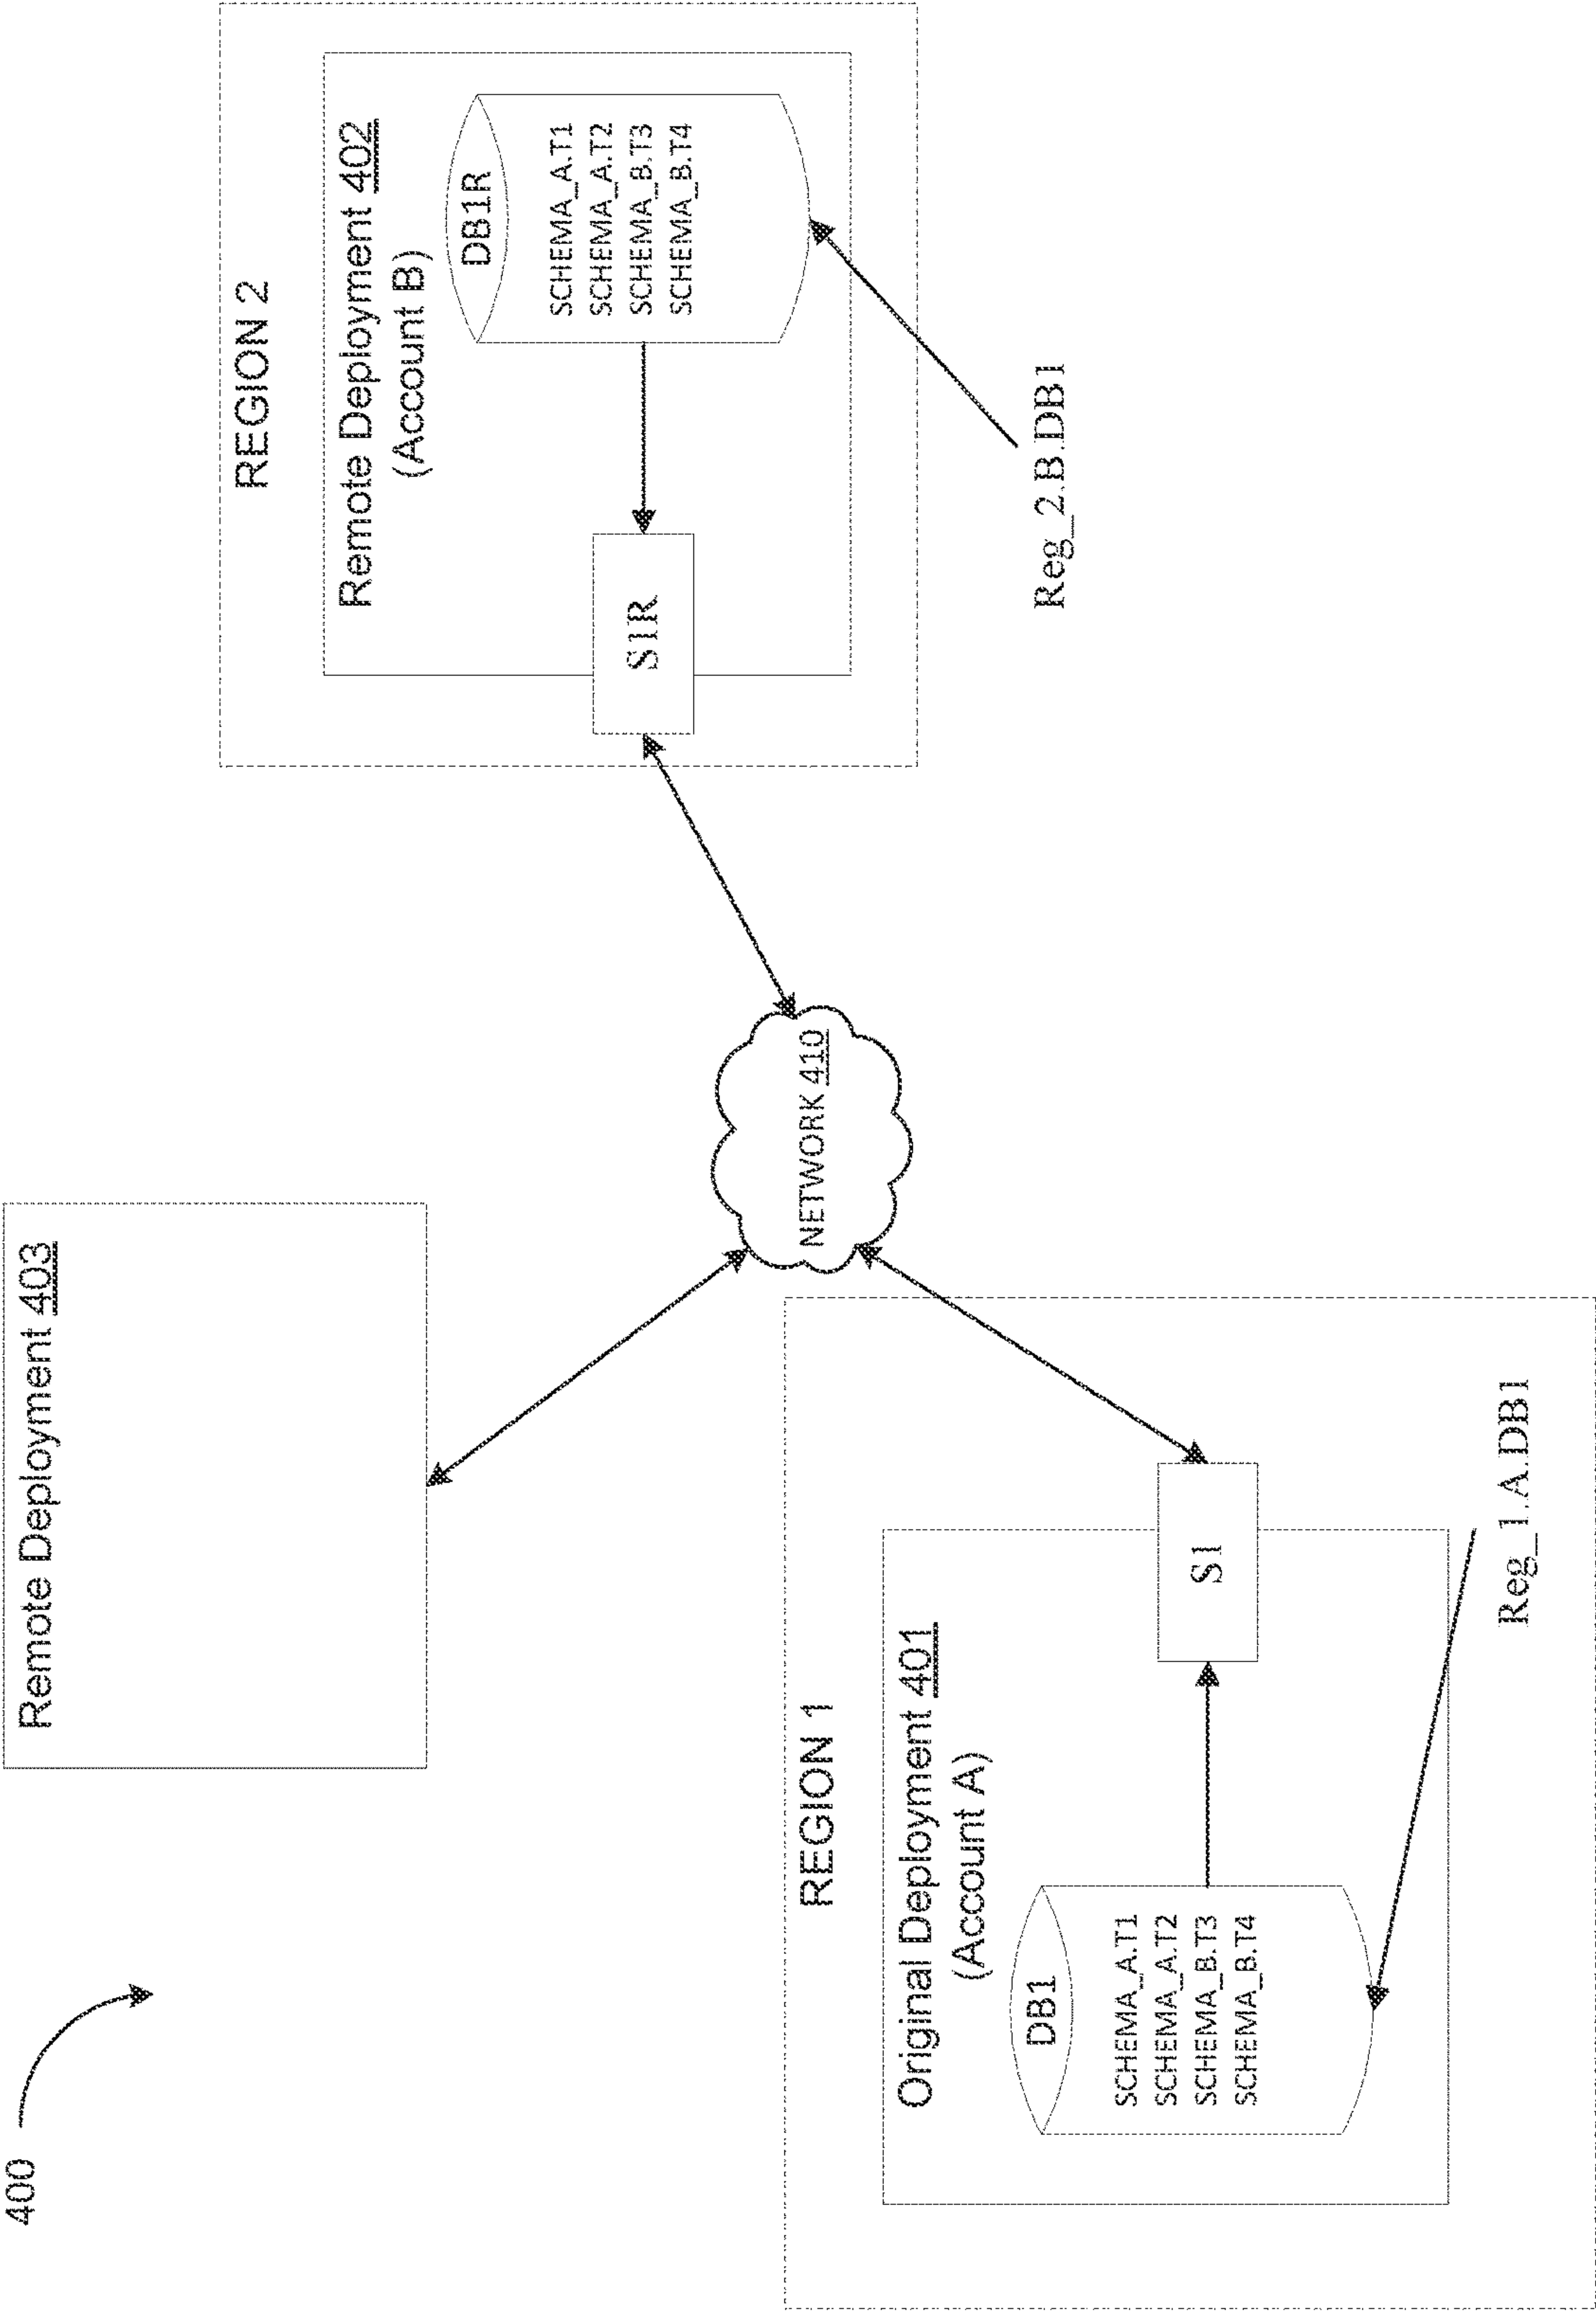 400
Remote Deployment 403
REGION 2
Remote Deployment 402
(Account B)
DB1R
SCHEMA_A.T1
SCHEMA_A.T2
SCHEMA_B.T3
SCHEMA_B.T4
S1R
Reg_2.B.DB1
NETWORK 410
REGION 1
Original Deployment 401
(Account A)
DB1
SCHEMA_A.T1
SCHEMA_A.T2
SCHEMA_B.T3
SCHEMA_B.T4
S1
Reg_1.A.DB1